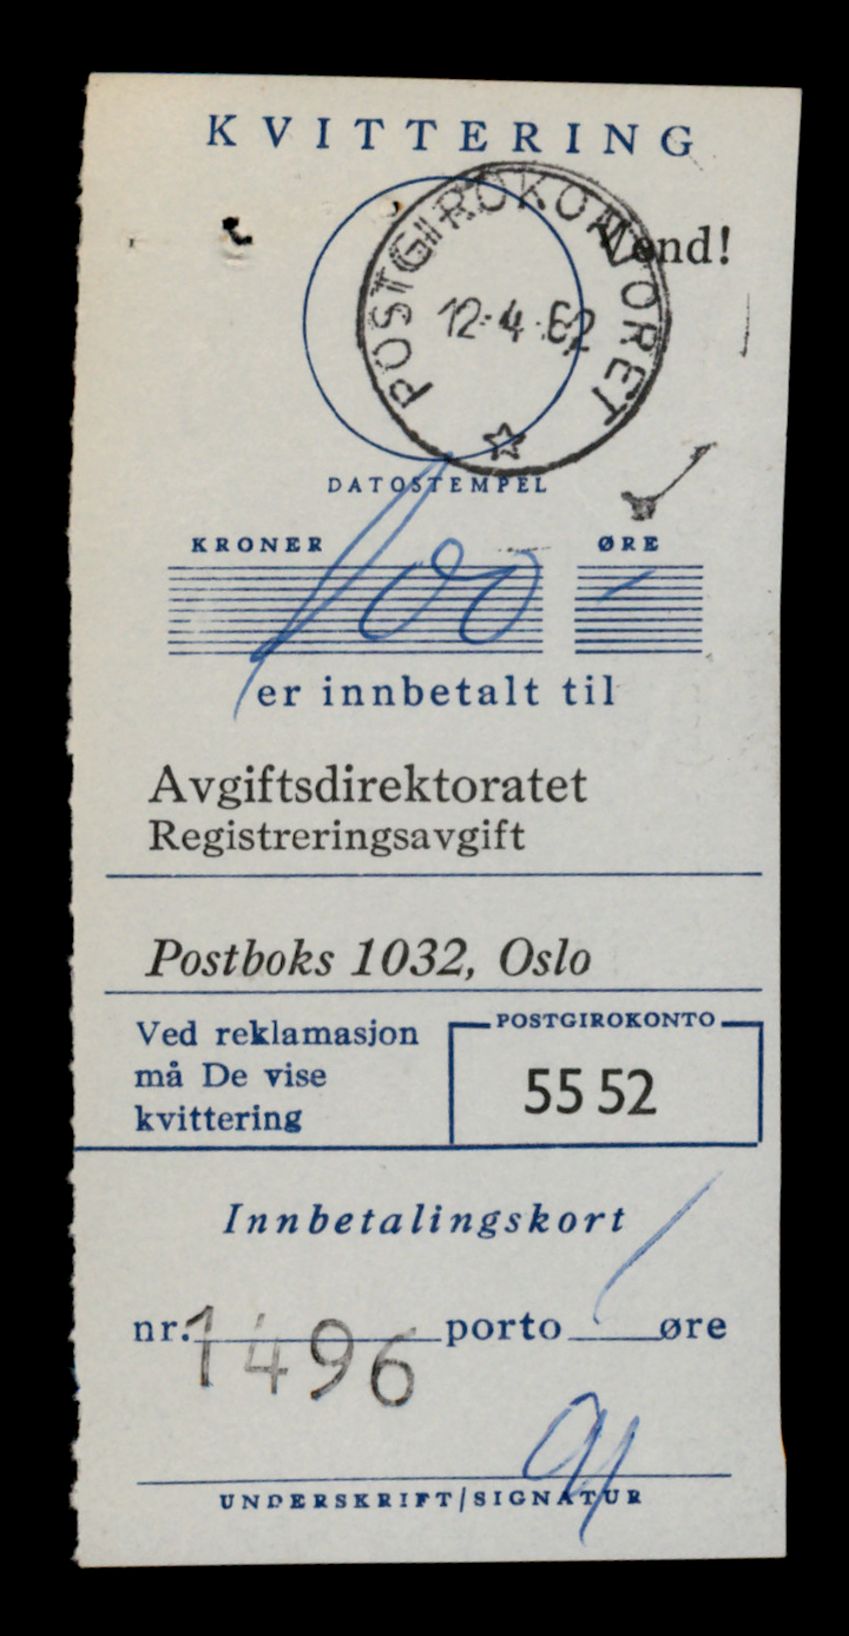 KVITTERING
Vend!
POSTGIROKONTORET
12.4.62
DATOSTEMPEL
KRONER ØRE
100 -
er innbetalt til
Avgiftsdirektoratet
Registreringsavgift
Postboks 1032, Oslo
Ved reklamasjon
må De vise
kvittering
POSTGIROKONTO
55 52
Innbetalingskort
nr. 1496 porto / øre
UNDERSKRIFT/SIGNATUR